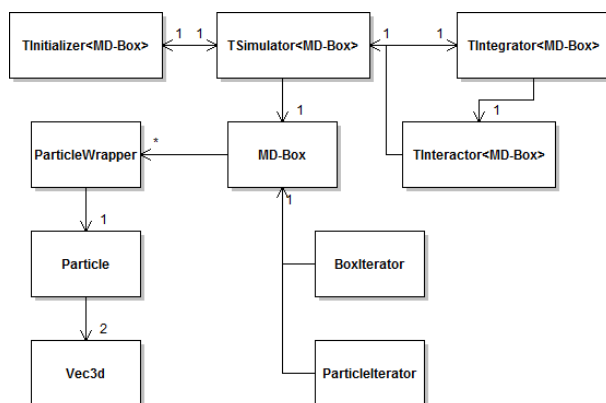 TInitializer<MD-Box>
1
1
TSimulator<MD-Box>
1
1
TIntegrator<MD-Box>
1
1
ParticleWrapper
*
MD-Box
TInteractor<MD-Box>
1
1
Particle
BoxIterator
2
Vec3d
ParticleIterator